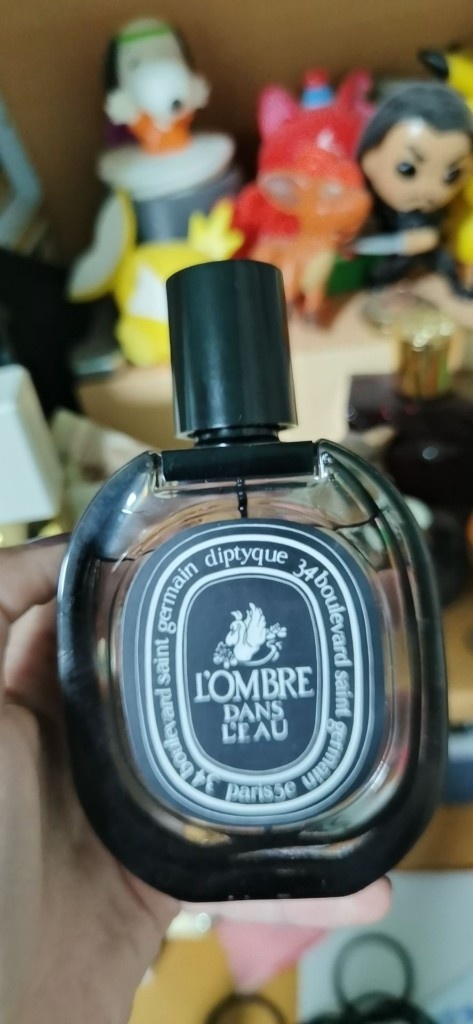 diptyque 34 boulevard saint germain paris5e 34 boulevard saint germain
L'OMBRE
DANS
L'EAU